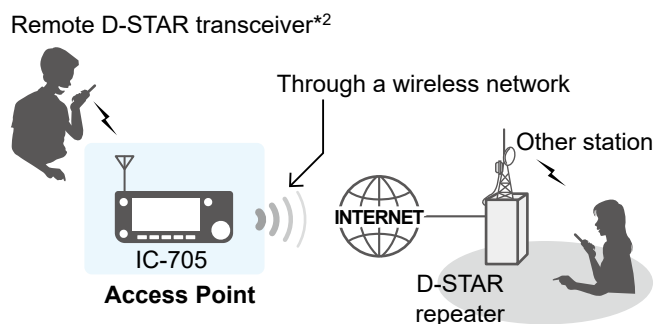 Remote D-STAR transceiver*2
Through a wireless network
Other station
INTERNET
IC-705
Access Point
D-STAR
repeater